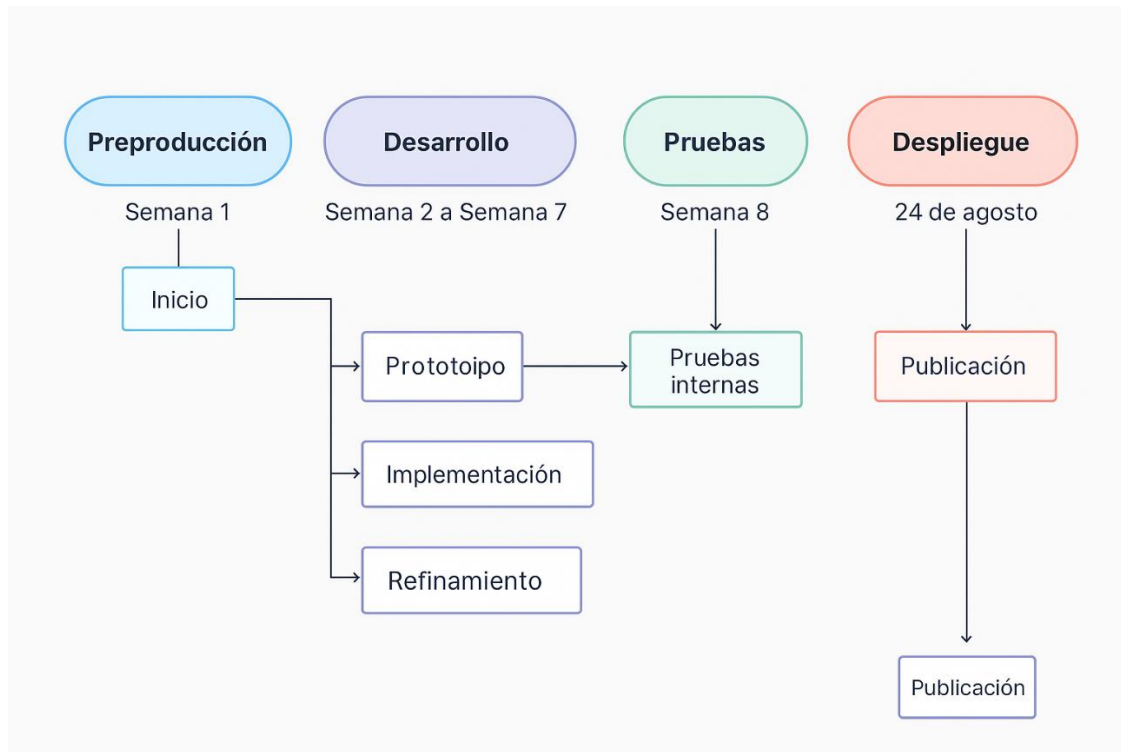 Preproducción
Desarrollo
Pruebas
Despliegue
Semana 1
Semana 2 a Semana 7
Semana 8
24 de agosto
Inicio
Prototoipo
Pruebas
internas
Publicación
Implementación
Refinamiento
Publicación